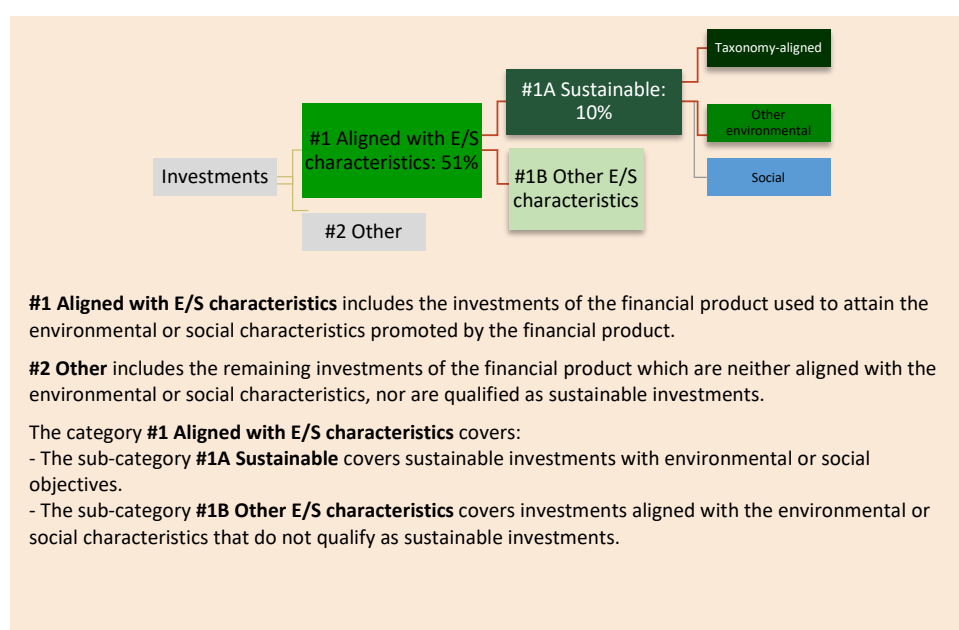 Taxonomy-aligned
#1A Sustainable:
10%
Other
environmental
#1 Aligned with E/S
characteristics: 51%
Investments
#1B Other E/S
characteristics
Social
#2 Other
#1 Aligned with E/S characteristics includes the investments of the financial product used to attain the
environmental or social characteristics promoted by the financial product.
#2 Other includes the remaining investments of the financial product which are neither aligned with the
environmental or social characteristics, nor are qualified as sustainable investments.
The category #1 Aligned with E/S characteristics covers:
- The sub-category #1A Sustainable covers sustainable investments with environmental or social
objectives.
- The sub-category #1B Other E/S characteristics covers investments aligned with the environmental or
social characteristics that do not qualify as sustainable investments.